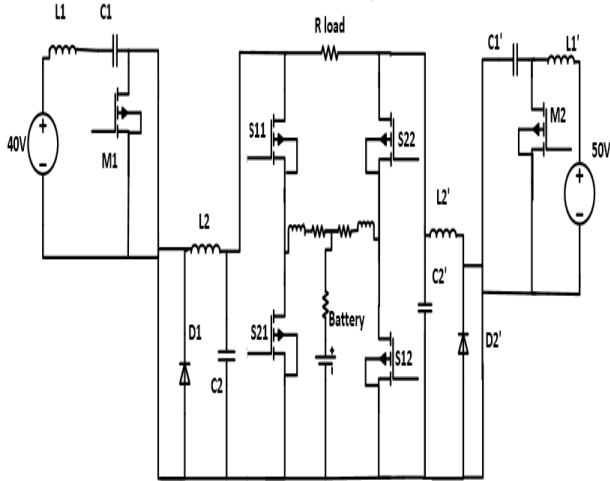 L1
C1
R load
C1'
L1'
40V
M1
S11
S22
M2
50V
L2
L2'
C2'
D1
S21
Battery
S12
D2'
C2